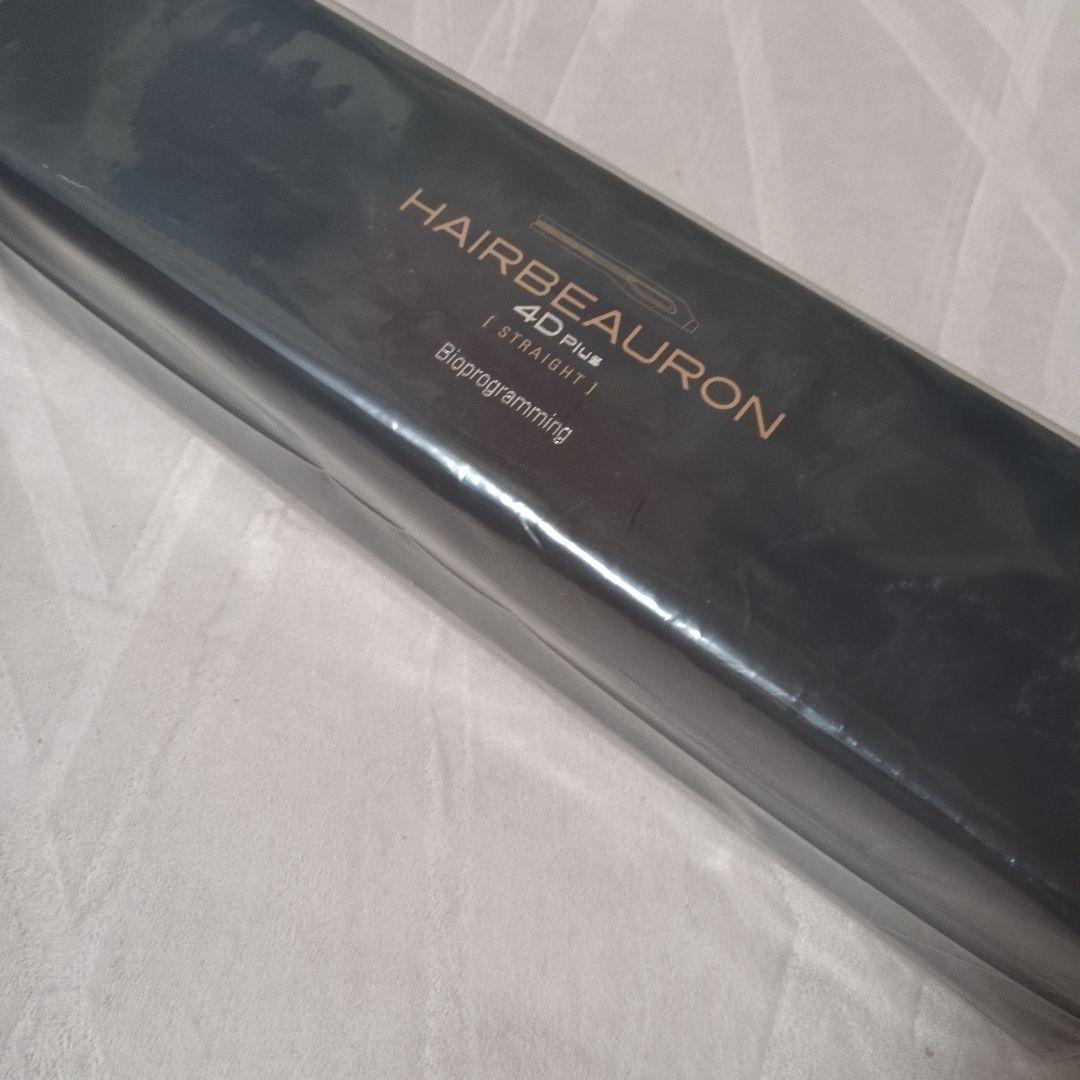 HAIRBEAURON
4D Plus
[ STRAIGHT ]
Bioprogramming